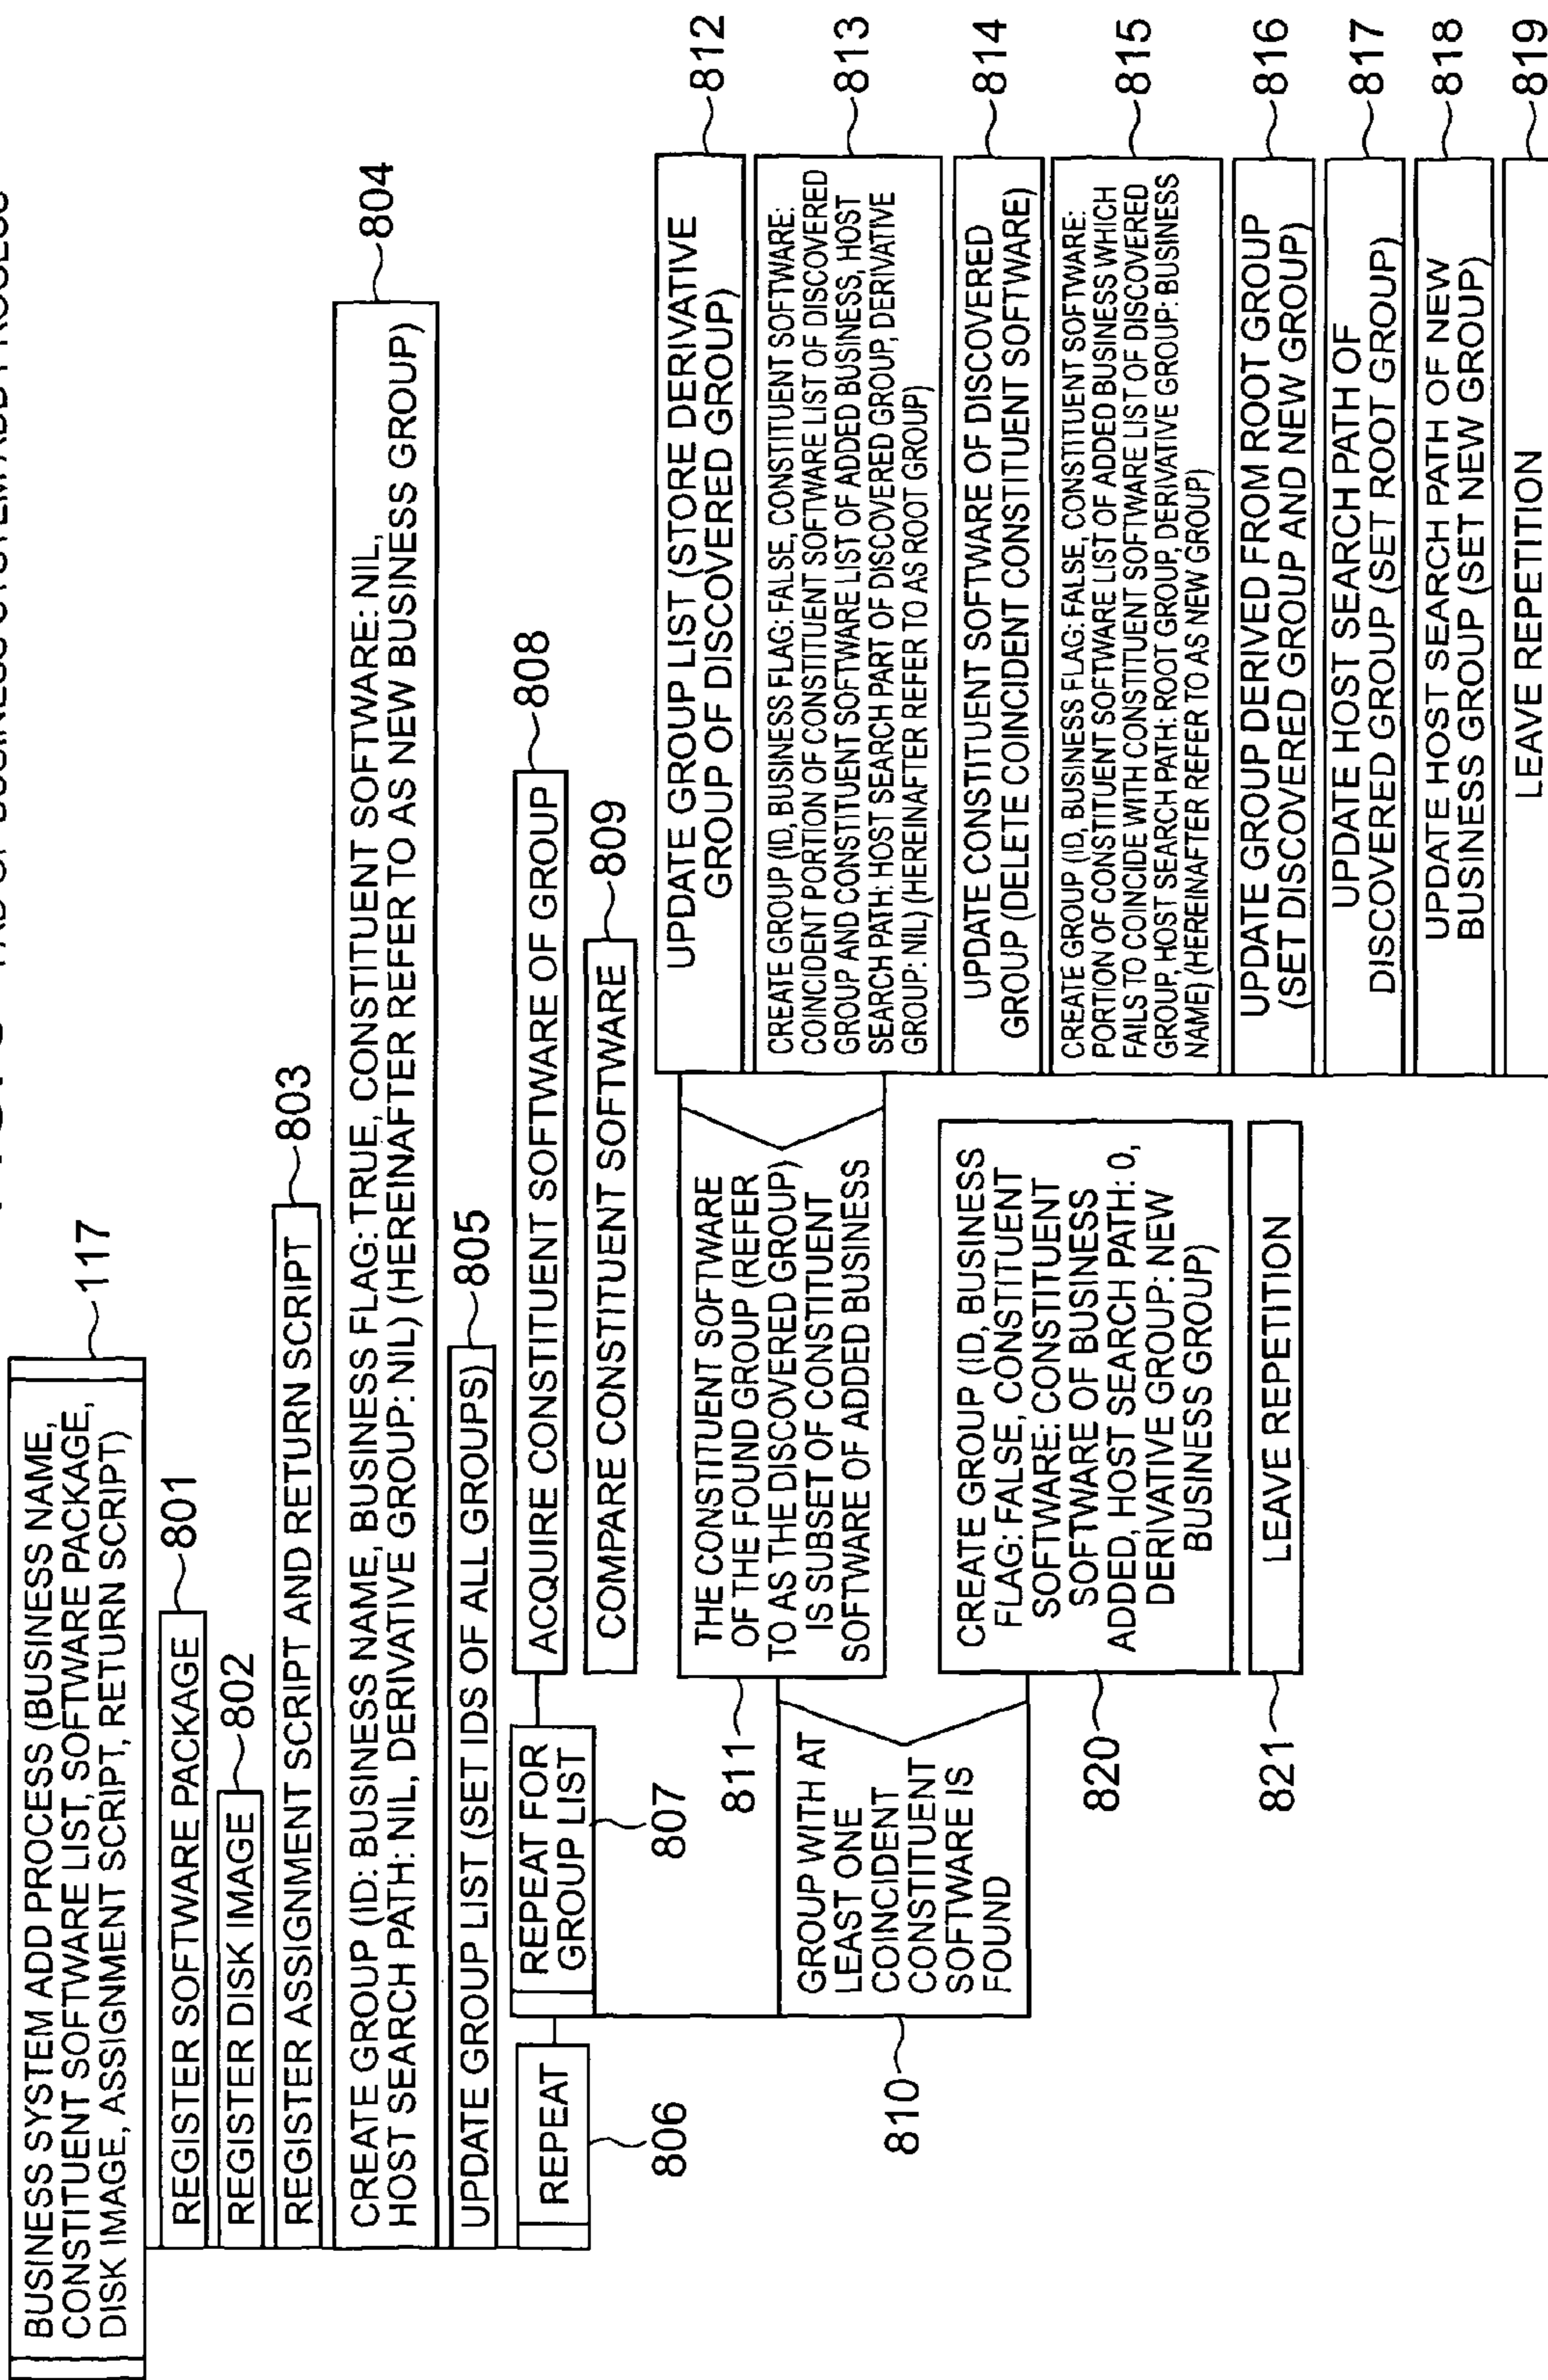 BUSINESS SYSTEM ADD PROCESS (BUSINESS NAME,
CONSTITUENT SOFTWARE LIST, SOFTWARE PACKAGE,
DISK IMAGE, ASSIGNMENT SCRIPT, RETURN SCRIPT)
117
REGISTER SOFTWARE PACKAGE
801
REGISTER DISK IMAGE
802
REGISTER ASSIGNMENT SCRIPT AND RETURN SCRIPT
803
CREATE GROUP (ID: BUSINESS NAME, BUSINESS FLAG: TRUE, CONSTITUENT SOFTWARE: NIL,
HOST SEARCH PATH: NIL, DERIVATIVE GROUP: NIL) (HEREINAFTER REFER TO AS NEW BUSINESS GROUP)
804
UPDATE GROUP LIST (SET IDS OF ALL GROUPS)
805
REPEAT
806
REPEAT FOR
GROUP LIST
807
ACQUIRE CONSTITUENT SOFTWARE OF GROUP
808
COMPARE CONSTITUENT SOFTWARE
809
GROUP WITH AT
LEAST ONE
COINCIDENT
CONSTITUENT
SOFTWARE IS
FOUND
810
THE CONSTITUENT SOFTWARE
OF THE FOUND GROUP (REFER
TO AS THE DISCOVERED GROUP)
IS SUBSET OF CONSTITUENT
SOFTWARE OF ADDED BUSINESS
811
UPDATE GROUP LIST (STORE DERIVATIVE
GROUP OF DISCOVERED GROUP)
812
CREATE GROUP (ID, BUSINESS FLAG: FALSE, CONSTITUENT SOFTWARE:
COINCIDENT PORTION OF CONSTITUENT SOFTWARE LIST OF DISCOVERED
GROUP AND CONSTITUENT SOFTWARE LIST OF ADDED BUSINESS, HOST
SEARCH PATH: HOST SEARCH PART OF DISCOVERED GROUP, DERIVATIVE
GROUP: NIL) (HEREINAFTER REFER TO AS ROOT GROUP)
813
UPDATE CONSTITUENT SOFTWARE OF DISCOVERED
GROUP (DELETE COINCIDENT CONSTITUENT SOFTWARE)
814
CREATE GROUP (ID, BUSINESS FLAG: FALSE, CONSTITUENT SOFTWARE:
PORTION OF CONSTITUENT SOFTWARE LIST OF ADDED BUSINESS WHICH
FAILS TO COINCIDE WITH CONSTITUENT SOFTWARE LIST OF DISCOVERED
GROUP, HOST SEARCH PATH: ROOT GROUP, DERIVATIVE GROUP: BUSINESS
NAME) (HEREINAFTER REFER TO AS NEW GROUP)
815
UPDATE GROUP DERIVED FROM ROOT GROUP
(SET DISCOVERED GROUP AND NEW GROUP)
816
UPDATE HOST SEARCH PATH OF
DISCOVERED GROUP (SET ROOT GROUP)
817
UPDATE HOST SEARCH PATH OF NEW
BUSINESS GROUP (SET NEW GROUP)
818
LEAVE REPETITION
819
CREATE GROUP (ID, BUSINESS
FLAG: FALSE, CONSTITUENT
SOFTWARE: CONSTITUENT
SOFTWARE OF BUSINESS
ADDED, HOST SEARCH PATH: 0,
DERIVATIVE GROUP: NEW
BUSINESS GROUP)
820
LEAVE REPETITION
821